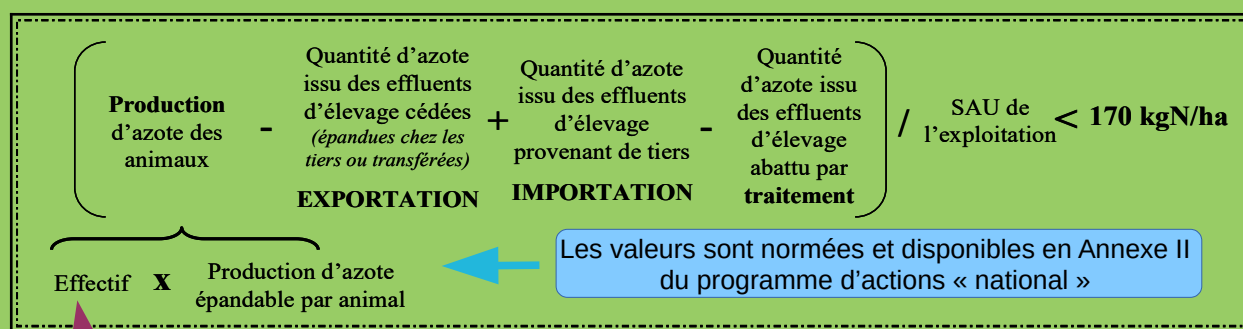 Production
d’azote des
animaux
-
Quantité d’azote
issu des effluents
d’élevage cédées
(épandues chez les
tiers ou transférées)
EXPORTATION
+
Quantité d’azote
issu des effluents
d’élevage
provenant de tiers
IMPORTATION
-
Quantité
d’azote issu
des effluents
d’élevage
abattu par
traitement
/
SAU de
l’exploitation
< 170 kgN/ha
Effectif
x
Production d’azote
épandable par animal
Les valeurs sont normées et disponibles en Annexe II
du programme d’actions « national »